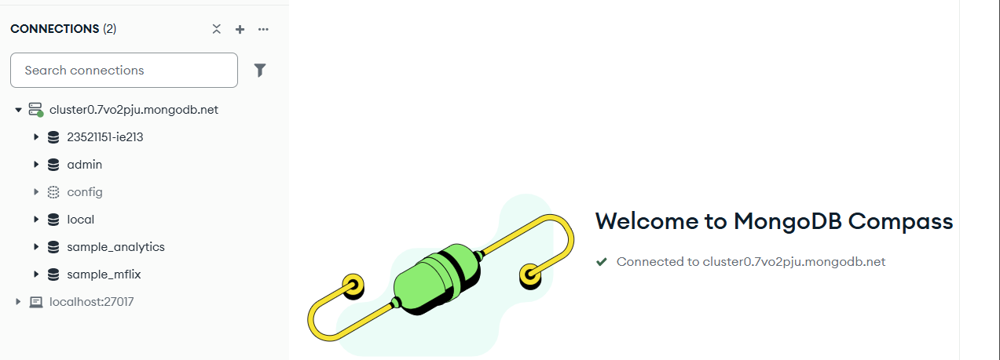 CONNECTIONS (2)
Search connections
cluster0.7vo2pju.mongodb.net
23521151-ie213
admin
config
local
sample_analytics
sample_mflix
localhost:27017
Welcome to MongoDB Compass
Connected to cluster0.7vo2pju.mongodb.net